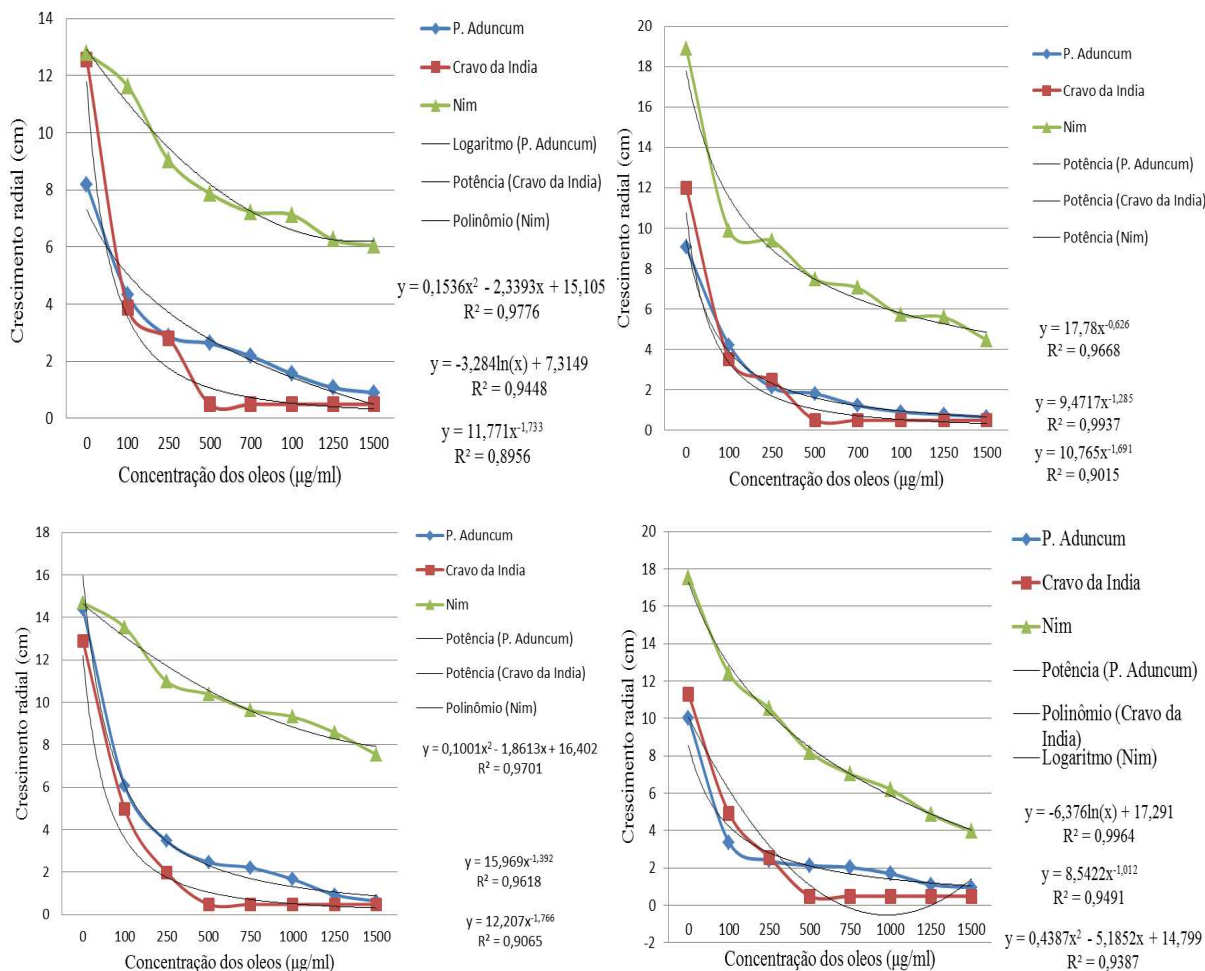 14
12
10
8
6
4
2
0
Crescimento radial (cm)
0 100 250 500 750 100 1250 1500
Concentração dos oleos (µg/ml)
P. Aduncum
Cravo da India
Nim
Logaritmo (P. Aduncum)
Potência (Cravo da India)
Polinômio (Nim)
y = 0,1536x² - 2,3393x + 15,105
R² = 0,9776
y = -3,284ln(x) + 7,3149
R² = 0,9448
y = 11,771x⁻¹,⁷³³
R² = 0,8956
20
18
16
14
12
10
8
6
4
2
0
Crescimento radial (cm)
0 100 250 500 700 100 1250 1500
Concentração dos oleos (µg/ml)
P. Aduncum
Cravo da India
Nim
Potência (P. Aduncum)
Potência (Cravo da India)
Potência (Nim)
y = 17,78x⁻⁰,⁶²⁶
R² = 0,9668
y = 9,4717x⁻¹,²⁸⁵
R² = 0,9937
y = 10,765x⁻¹,⁶⁹¹
R² = 0,9015
18
16
14
12
10
8
6
4
2
0
Crescimento radial (cm)
0 100 250 500 750 1000 1250 1500
Concentração dos oleos (µg/ml)
P. Aduncum
Cravo da India
Nim
Potência (P. Aduncum)
Potência (Cravo da India)
Polinômio (Nim)
y = 0,1001x² - 1,8613x + 16,402
R² = 0,9701
y = 15,969x⁻¹,³⁹²
R² = 0,9618
y = 12,207x⁻¹,⁷⁶⁶
R² = 0,9065
20
18
16
14
12
10
8
6
4
2
0
-2
Crescimento radial (cm)
0 100 250 500 750 1000 1250 1500
Concentração dos oleos (µg/ml)
P. Aduncum
Cravo da India
Nim
Potência (P. Aduncum)
Polinômio (Cravo da
India)
Logaritmo (Nim)
y = -6,376ln(x) + 17,291
R² = 0,9964
y = 8,5422x⁻¹,⁰¹²
R² = 0,9491
y = 0,4387x² - 5,1852x + 14,799
R² = 0,9387